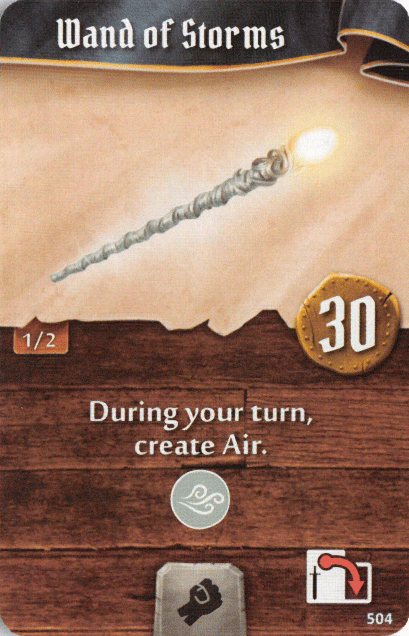 Wand of Storms
30
1/2
During your turn,
create Air.
504